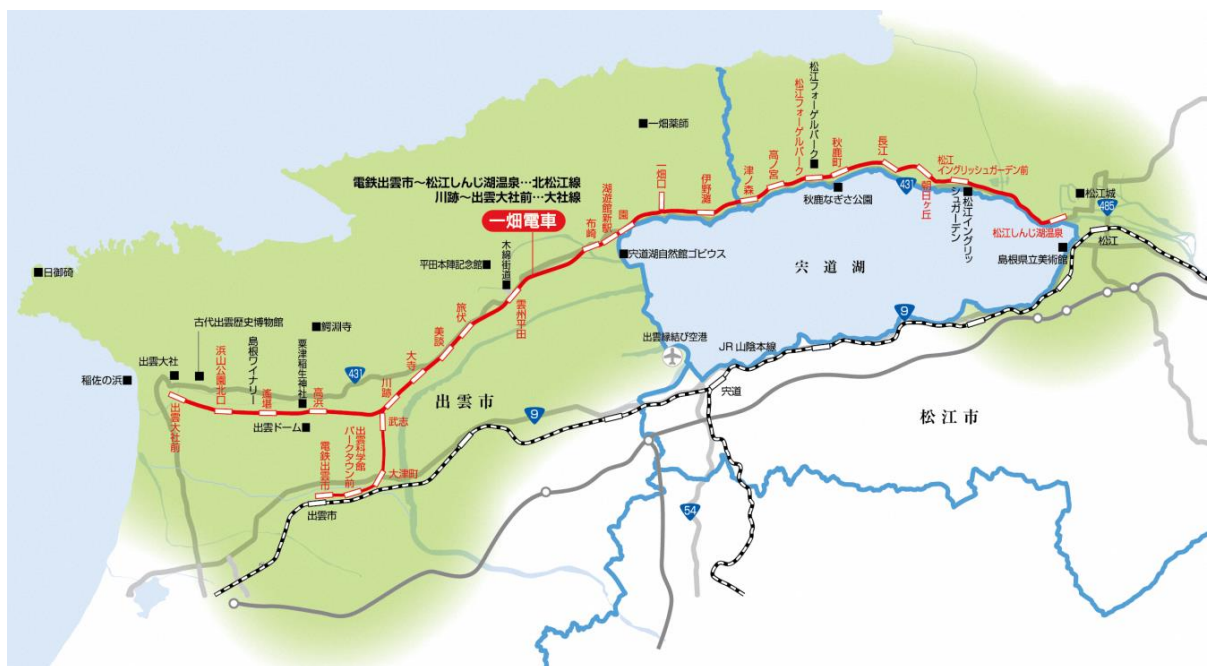 電鉄出雲市～松江しんじ湖温泉…北松江線
川跡～出雲大社前…大社線
一畑電車
一畑薬師
松江フォーゲルパーク
松江フォーゲルパーク
秋鹿町
長江
朝日ヶ丘
松江
イングリッシュガーデン前
松江イングリッ
シュガーデン
松江しんじ湖温泉
松江城
485
松江
島根県立美術館
431
秋鹿なぎさ公園
高ノ宮
津ノ森
伊野灘
一畑口
園
湖遊館新駅
布崎
宍道湖自然館ゴビウス
宍道湖
木綿街道
平田本陣記念館
雲州平田
旅伏
美談
大寺
川跡
武志
大津町
出雲科学館
パークタウン前
電鉄出雲市
出雲市
日御碕
古代出雲歴史博物館
鰐淵寺
出雲大社
稲佐の浜
浜山公園北口
島根ワイナリー
遙堪
粟津稲生神社
高浜
431
出雲大社前
出雲ドーム
出雲市
9
出雲縁結び空港
JR山陰本線
9
宍道
松江市
54